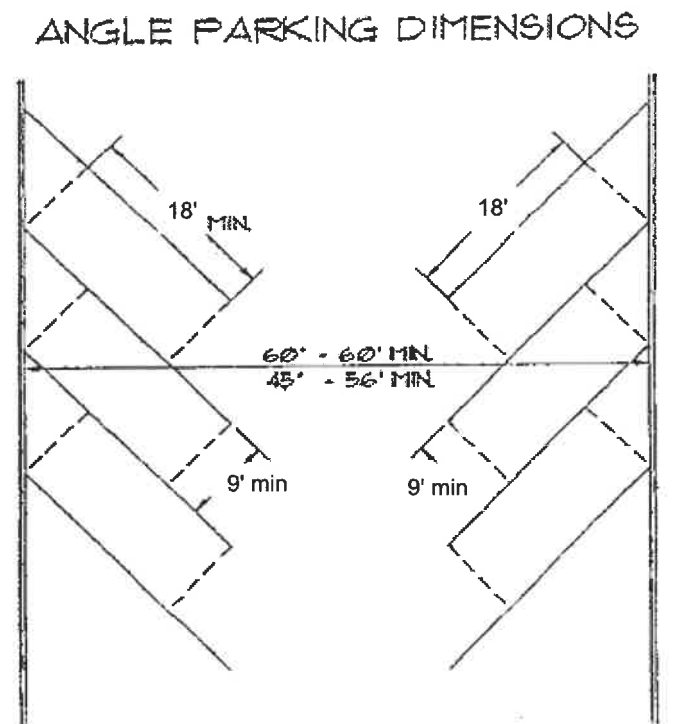 ANGLE PARKING DIMENSIONS
18' MIN.
18'
60° - 60' MIN.
45° - 56' MIN.
9' min
9' min